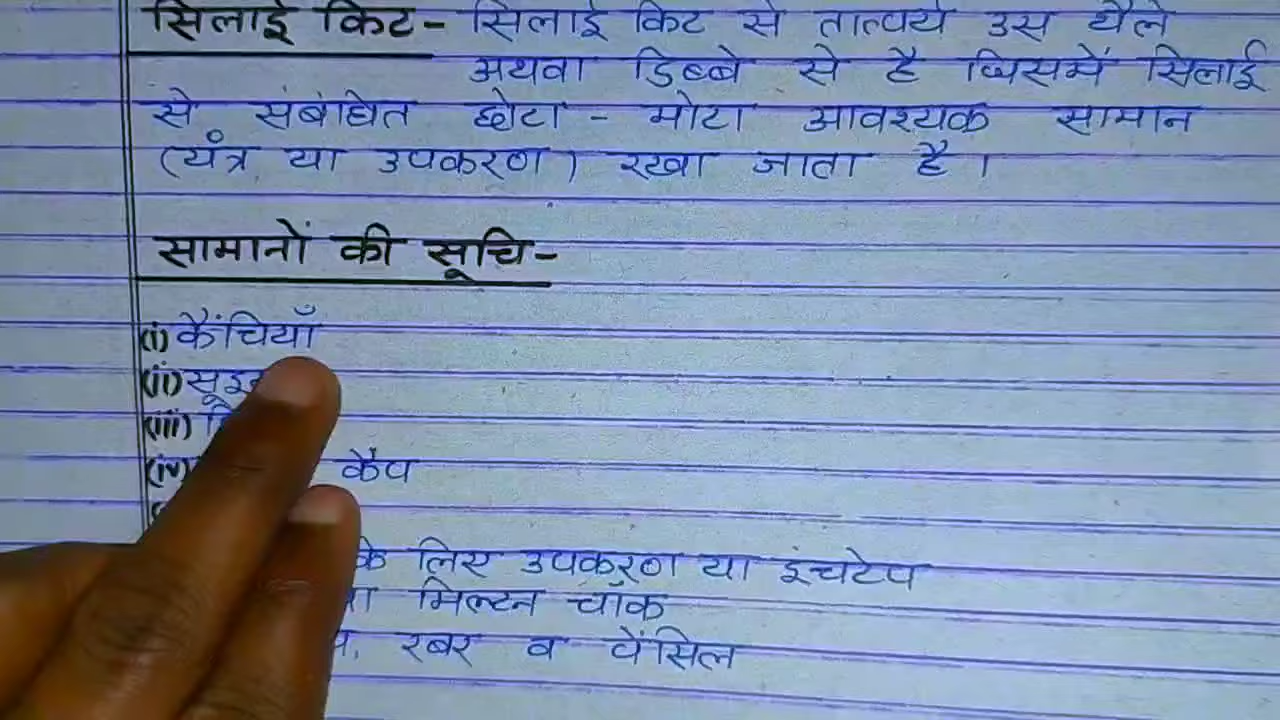 सिलाई किट- सिलाई किट से तात्पर्य उस थैले
अथवा डिब्बे से है जिसमें सिलाई
से संबंधित छोटा - मोटा आवश्यक सामान
(यंत्र या उपकरण) रखा जाता है।
सामानों की सूचि-
(i) कैंचियाँ
(ii)
(iii)
(iv) कैप
के लिए उपकरण या इंचटेप
मिल्टन चॉक
रबर व पेंसिल